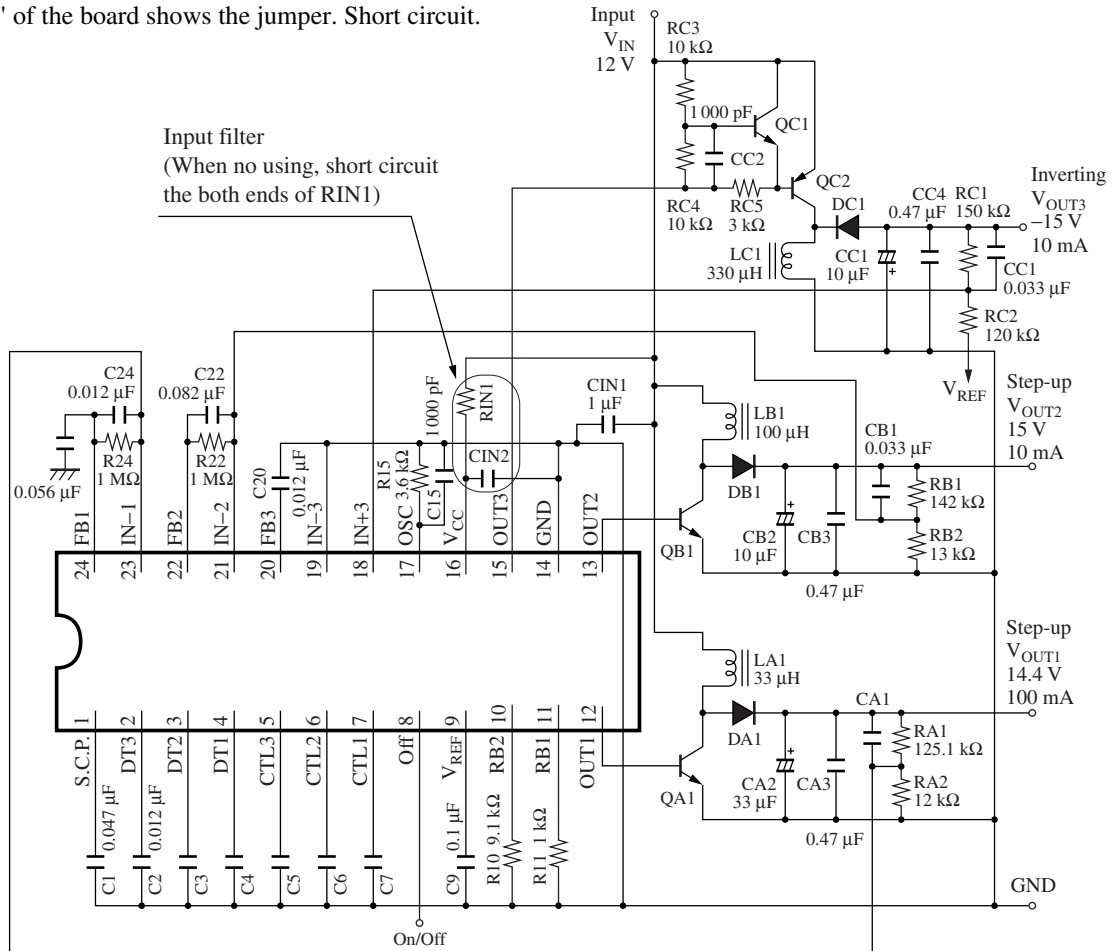 ' of the board shows the jumper. Short circuit.
Input
V_IN
12 V
RC3
10 kΩ
1 000 pF
QC1
CC2
QC2
RC4
10 kΩ
RC5
3 kΩ
DC1
CC4
0.47 µF
RC1
150 kΩ
Inverting
V_OUT3
−15 V
10 mA
Input filter
(When no using, short circuit
the both ends of RIN1)
LC1
330 µH
CC1
10 µF
+
CC1
0.033 µF
RC2
120 kΩ
V_REF
C24
0.012 µF
R24
1 MΩ
0.056 µF
C22
0.082 µF
R22
1 MΩ
C20
0.012 µF
R15
3.6 kΩ
1000 pF
C15
RIN1
CIN2
CIN1
1 µF
LB1
100 µH
DB1
QB1
CB2
10 µF
+
CB3
0.47 µF
CB1
0.033 µF
RB1
142 kΩ
RB2
13 kΩ
Step-up
V_OUT2
15 V
10 mA
FB1
IN−1
FB2
IN−2
FB3
IN−3
IN+3
OSC
V_CC
OUT3
GND
OUT2
24
23
22
21
20
19
18
17
16
15
14
13
1
2
3
4
5
6
7
8
9
10
11
12
S.C.P.
DT3
DT2
DT1
CTL3
CTL2
CTL1
Off
V_REF
RB2
RB1
OUT1
LA1
33 µH
DA1
QA1
CA2
33 µF
+
CA3
0.47 µF
CA1
RA1
125.1 kΩ
RA2
12 kΩ
Step-up
V_OUT1
14.4 V
100 mA
0.047 µF
C1
0.012 µF
C2
C3
C4
C5
C6
C7
0.1 µF
C9
R10 9.1 kΩ
R11 1 kΩ
GND
On/Off